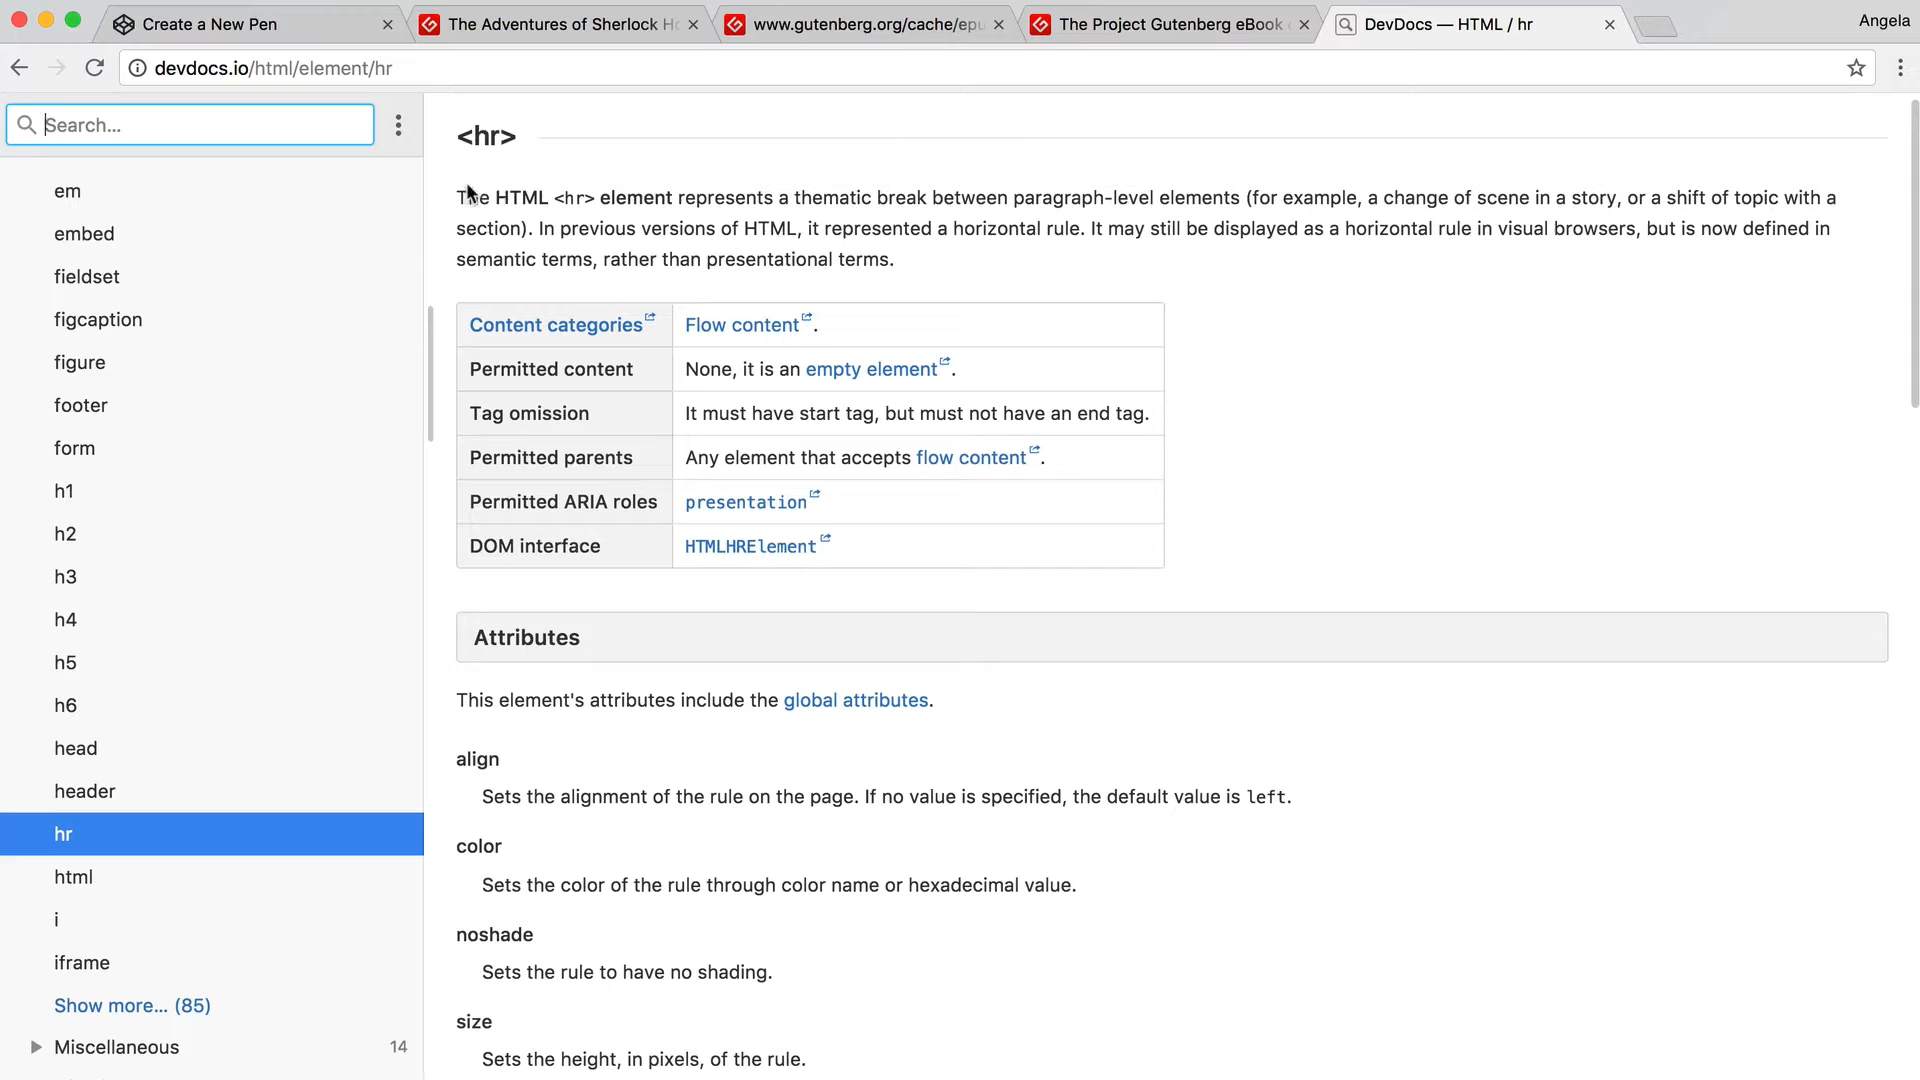 Create a New Pen
The Adventures of Sherlock Ho
www.gutenberg.org/cache/epu
The Project Gutenberg eBook o
DevDocs — HTML / hr
Angela
devdocs.io/html/element/hr
Search...
em
embed
fieldset
figcaption
figure
footer
form
h1
h2
h3
h4
h5
h6
head
header
hr
html
i
iframe
Show more... (85)
Miscellaneous 14
<hr>
The HTML <hr> element represents a thematic break between paragraph-level elements (for example, a change of scene in a story, or a shift of topic with a
section). In previous versions of HTML, it represented a horizontal rule. It may still be displayed as a horizontal rule in visual browsers, but is now defined in
semantic terms, rather than presentational terms.
Content categories Flow content.
Permitted content None, it is an empty element.
Tag omission It must have start tag, but must not have an end tag.
Permitted parents Any element that accepts flow content.
Permitted ARIA roles presentation
DOM interface HTMLHRElement
Attributes
This element's attributes include the global attributes.
align
Sets the alignment of the rule on the page. If no value is specified, the default value is left.
color
Sets the color of the rule through color name or hexadecimal value.
noshade
Sets the rule to have no shading.
size
Sets the height, in pixels, of the rule.